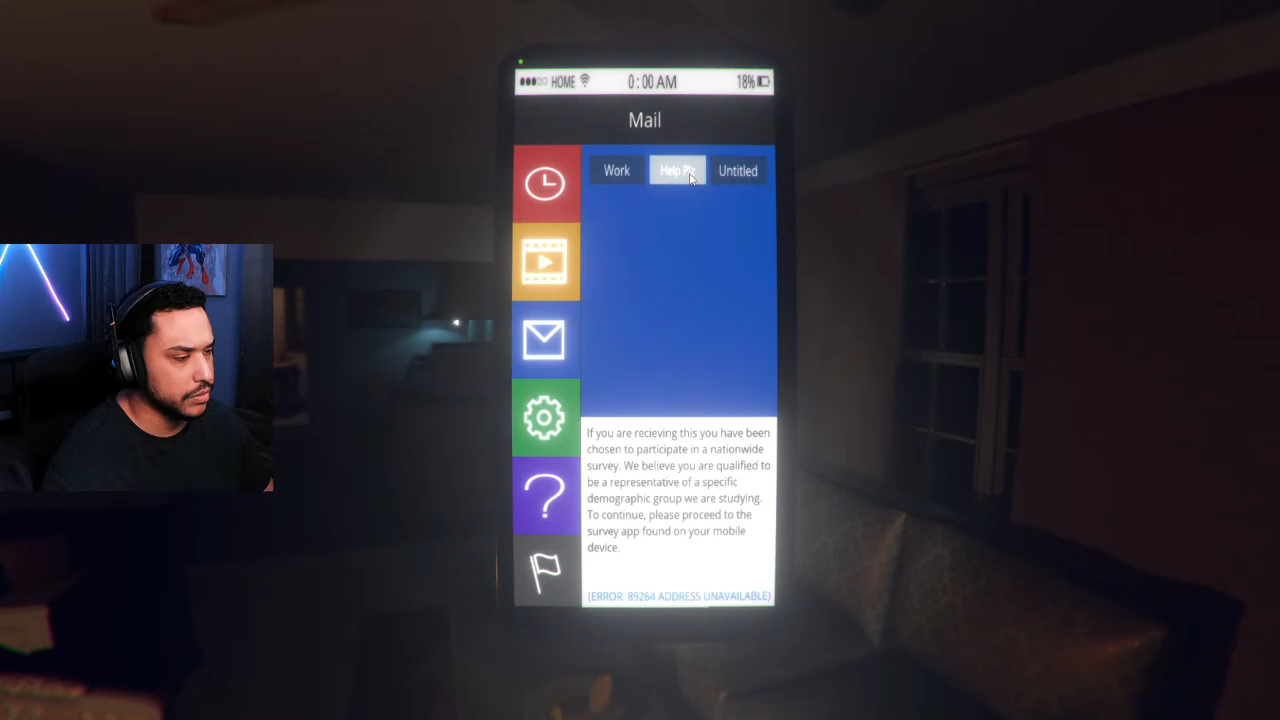 HOME 0:00 AM 18%
Mail
Work Help Plz Untitled
If you are recieving this you have been
chosen to participate in a nationwide
survey. We believe you are qualified to
be a representative of a specific
demographic group we are studying.
To continue, please proceed to the
survey app found on your mobile
device.
(ERROR: 89264 ADDRESS UNAVAILABLE)